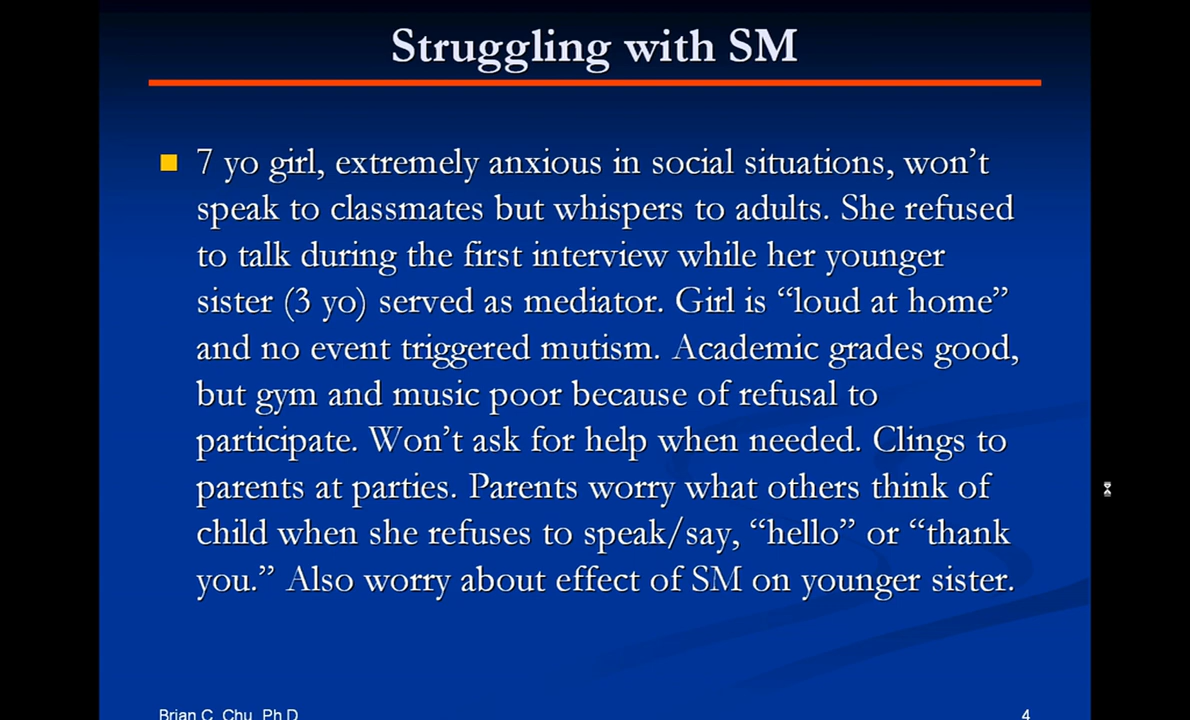 Struggling with SM
7 yo girl, extremely anxious in social situations, won’t
speak to classmates but whispers to adults. She refused
to talk during the first interview while her younger
sister (3 yo) served as mediator. Girl is “loud at home”
and no event triggered mutism. Academic grades good,
but gym and music poor because of refusal to
participate. Won’t ask for help when needed. Clings to
parents at parties. Parents worry what others think of
child when she refuses to speak/say, “hello” or “thank
you.” Also worry about effect of SM on younger sister.
Brian C. Chu, Ph.D.
4